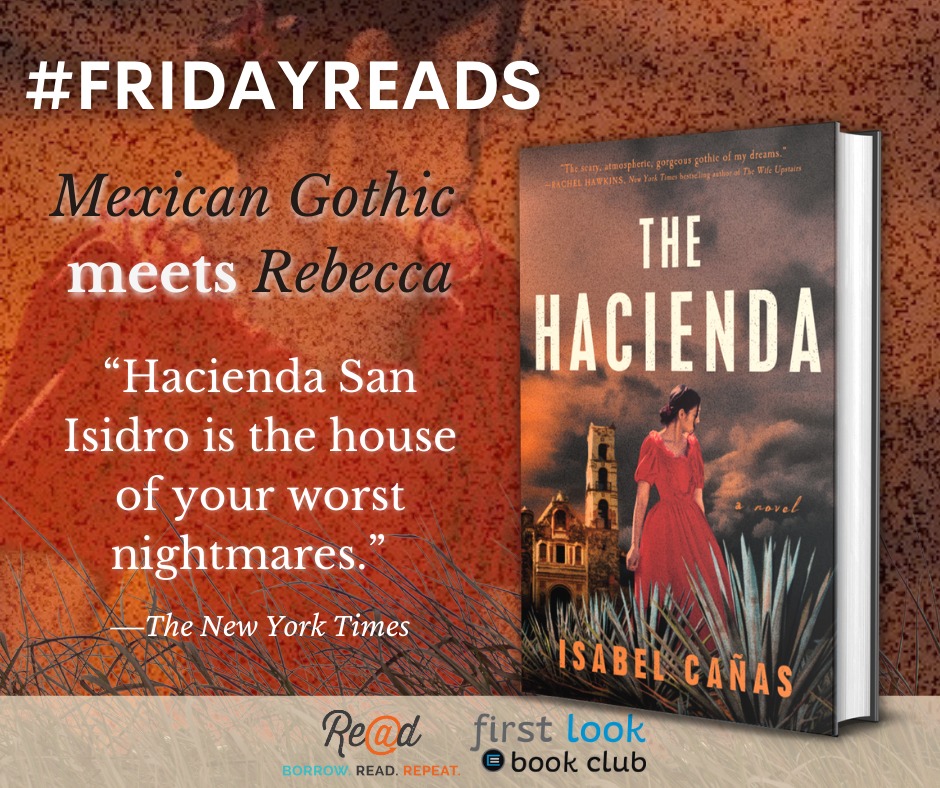 #FRIDAYREADS
Mexican Gothic
meets Rebecca
“Hacienda San
Isidro is the house
of your worst
nightmares.”
—The New York Times
“The scary, atmospheric, gorgeous gothic of my dreams.”
—RACHEL HAWKINS, New York Times bestselling author of The Wife Upstairs
THE
HACIENDA
a novel
ISABEL CAÑAS
Re@d
BORROW. READ. REPEAT.
first look
book club